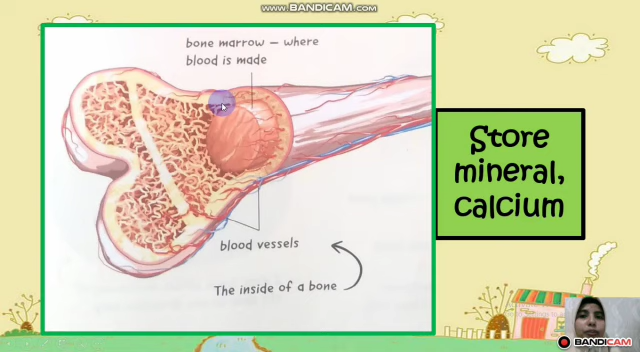 www.BANDICAM.com
bone marrow – where
blood is made
Store
mineral,
calcium
blood vessels
The inside of a bone
BANDICAM